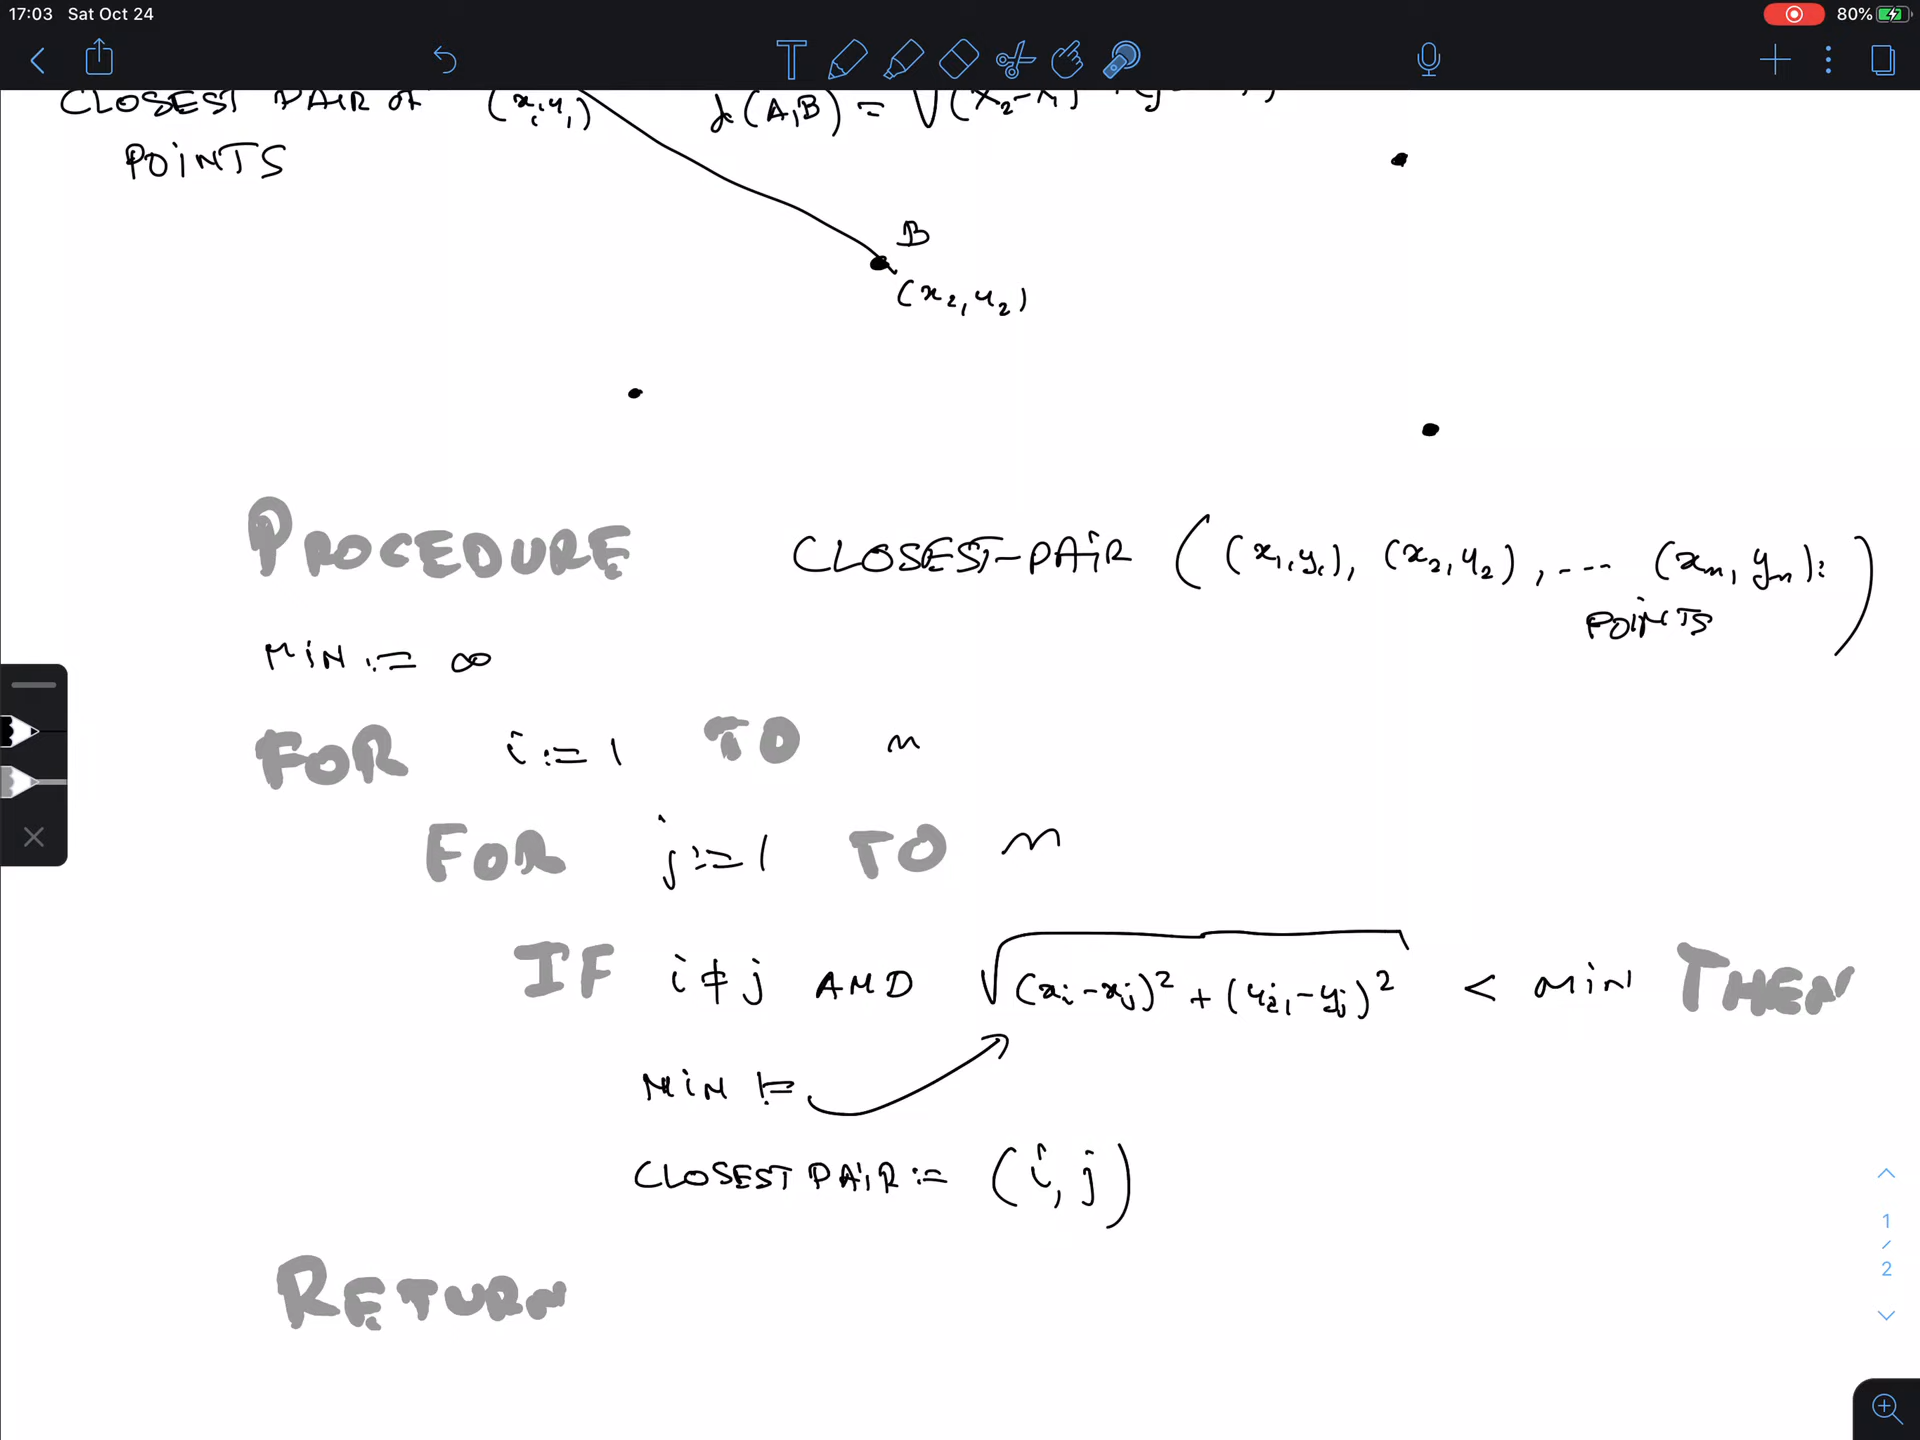 17:03 Sat Oct 24 80%
CLOSEST PAIR OF (x₁,y₁) d(A,B) = √(x₂-x₁)
POINTS
B
(x₂,y₂)
PROCEDURE CLOSEST-PAIR ((x₁,y₁), (x₂,y₂), ... (xₙ, yₙ):
POINTS)
MIN := ∞
FOR i := 1 TO n
FOR j := 1 TO n
IF i ≠ j AND √(xᵢ-xⱼ)² + (yᵢ,-yⱼ)² < MIN THEN
MIN :=
CLOSEST PAIR := (i, j)
RETURN
1
/
2